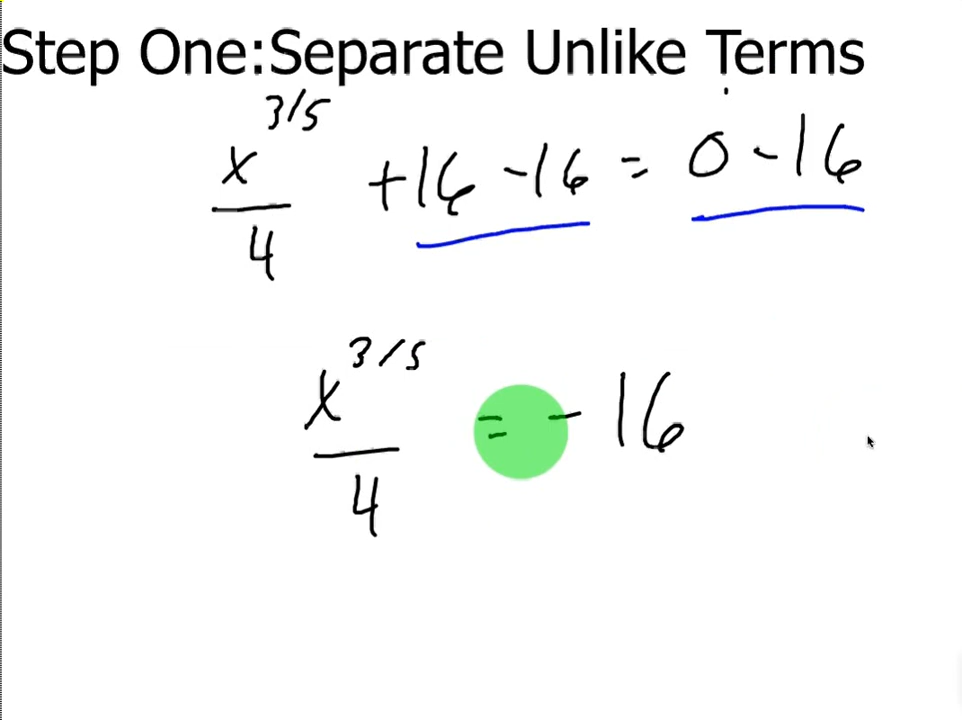 Step One:Separate Unlike Terms
x^3/5 / 4 +16 -16 = 0 -16
x^3/5 / 4 = -16